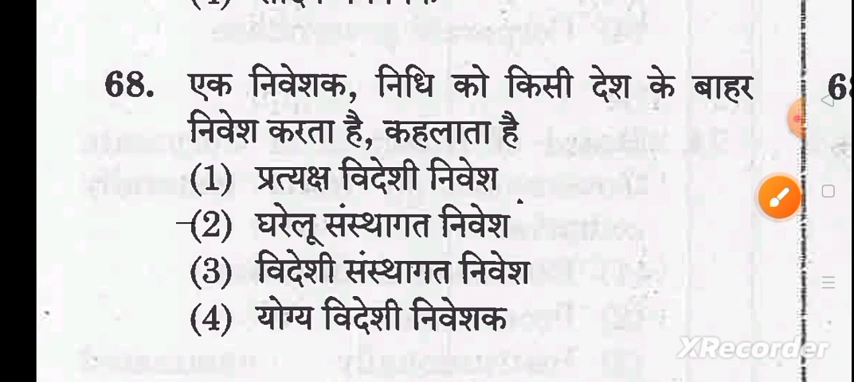 68. एक निवेशक, निधि को किसी देश के बाहर
निवेश करता है, कहलाता है
(1) प्रत्यक्ष विदेशी निवेश
(2) घरेलू संस्थागत निवेश
(3) विदेशी संस्थागत निवेश
(4) योग्य विदेशी निवेशक
XRecorder